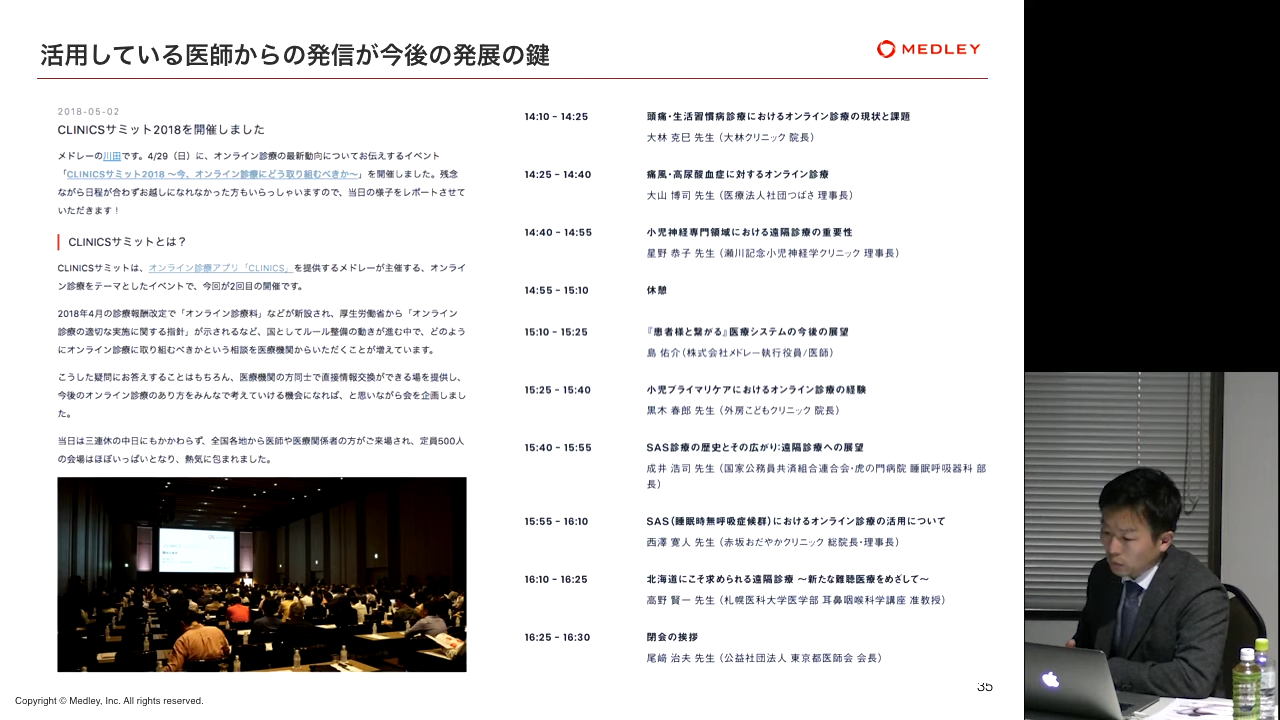 活用している医師からの発信が今後の発展の鍵
MEDLEY
2018-05-02
CLINICSサミット2018を開催しました
メドレーの川田です。4/29（日）に、オンライン診療の最新動向についてお伝えするイベント
「CLINICSサミット2018 〜今、オンライン診療にどう取り組むべきか〜」を開催しました。残念
ながら日程が合わずお越しになれなかった方もいらっしゃいますので、当日の様子をレポートさせて
いただきます！
CLINICSサミットとは？
CLINICSサミットは、オンライン診療アプリ「CLINICS」を提供するメドレーが主催する、オンライ
ン診療をテーマとしたイベントで、今回が2回目の開催です。
2018年4月の診療報酬改定で「オンライン診療料」などが新設され、厚生労働省から「オンライン
診療の適切な実施に関する指針」が示されるなど、国としてルール整備の動きが進む中で、どのよう
にオンライン診療に取り組むべきかという相談を医療機関からいただくことが増えています。
こうした疑問にお答えすることはもちろん、医療機関の方同士で直接情報交換ができる場を提供し、
今後のオンライン診療のあり方をみんなで考えていける機会になれば、と思いながら会を企画しまし
た。
当日は三連休の中日にもかかわらず、全国各地から医師や医療関係者の方がご来場され、定員500人
の会場はほぼいっぱいとなり、熱気に包まれました。
14:10 - 14:25 頭痛・生活習慣病診療におけるオンライン診療の現状と課題
大林 克巳 先生（大林クリニック 院長）
14:25 - 14:40 痛風・高尿酸血症に対するオンライン診療
大山 博司 先生（医療法人社団つばさ 理事長）
14:40 - 14:55 小児神経専門領域における遠隔診療の重要性
星野 恭子 先生（瀬川記念小児神経学クリニック 理事長）
14:55 - 15:10 休憩
15:10 - 15:25 『患者様と繋がる』医療システムの今後の展望
島 佑介（株式会社メドレー執行役員/医師）
15:25 - 15:40 小児プライマリケアにおけるオンライン診療の経験
黒木 春郎 先生（外房こどもクリニック 院長）
15:40 - 15:55 SAS診療の歴史とその広がり:遠隔診療への展望
成井 浩司 先生（国家公務員共済組合連合会・虎の門病院 睡眠呼吸器科 部
長）
15:55 - 16:10 SAS（睡眠時無呼吸症候群）におけるオンライン診療の活用について
西澤 寛人 先生（赤坂おだやかクリニック 総院長・理事長）
16:10 - 16:25 北海道にこそ求められる遠隔診療 〜新たな難聴医療をめざして〜
高野 賢一 先生（札幌医科大学医学部 耳鼻咽喉科学講座 准教授）
16:25 - 16:30 閉会の挨拶
尾﨑 治夫 先生（公益社団法人 東京都医師会 会長）
35
Copyright © Medley, Inc. All rights reserved.